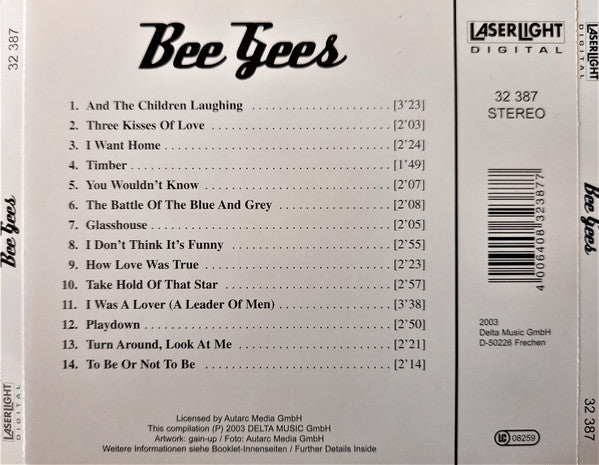 Bee Gees
1. And The Children Laughing [3'23]
2. Three Kisses Of Love [2'03]
3. I Want Home [2'24]
4. Timber [1'49]
5. You Wouldn't Know [2'07]
6. The Battle Of The Blue And Grey [2'08]
7. Glasshouse [2'05]
8. I Don't Think It's Funny [2'55]
9. How Love Was True [2'23]
10. Take Hold Of That Star [2'57]
11. I Was A Lover (A Leader Of Men) [3'38]
12. Playdown [2'50]
13. Turn Around, Look At Me [2'21]
14. To Be Or Not To Be [2'14]
Licensed by Autarc Media GmbH
This compilation (P) 2003 DELTA MUSIC GmbH
Artwork: gain-up / Foto: Autarc Media GmbH
Weitere Informationen siehe Booklet-Innenseiten / Further Details Inside
LASERLIGHT
DIGITAL
32 387
STEREO
4 006408 323877
2003
Delta Music GmbH
D-50226 Frechen
LC 08259
32 387
Bee Gees
LASERLIGHT
DIGITAL
LASERLIGHT
DIGITAL
Bee Gees
32 387